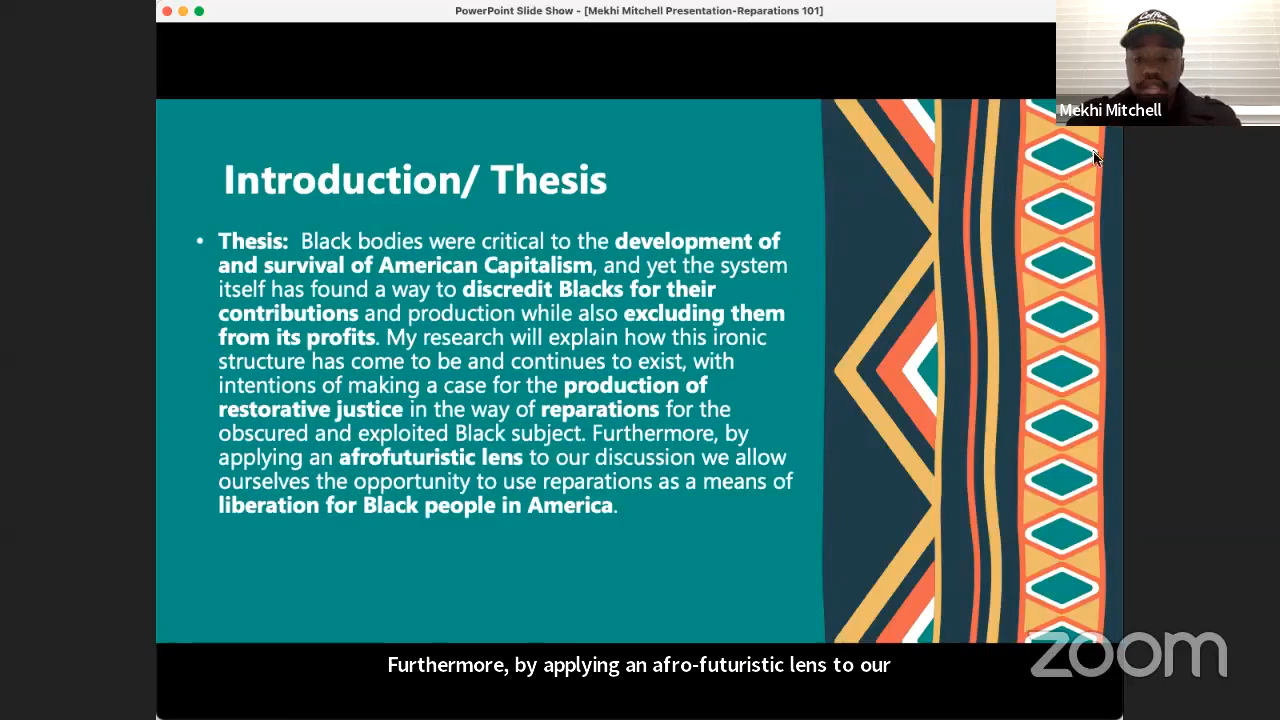 PowerPoint Slide Show - [Mekhi Mitchell Presentation-Reparations 101]
Mekhi Mitchell
Introduction/ Thesis
• Thesis:  Black bodies were critical to the development of
and survival of American Capitalism, and yet the system
itself has found a way to discredit Blacks for their
contributions and production while also excluding them
from its profits. My research will explain how this ironic
structure has come to be and continues to exist, with
intentions of making a case for the production of
restorative justice in the way of reparations for the
obscured and exploited Black subject. Furthermore, by
applying an afrofuturistic lens to our discussion we allow
ourselves the opportunity to use reparations as a means of
liberation for Black people in America.
Furthermore, by applying an afro-futuristic lens to our
zoom